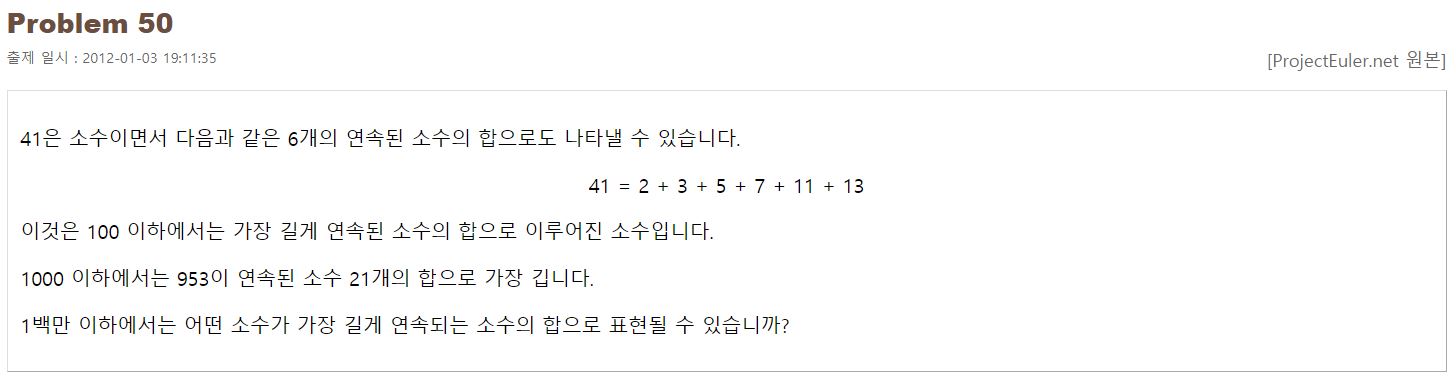 Problem 50
출제 일시 : 2012-01-03 19:11:35
[ProjectEuler.net 원본]
41은 소수이면서 다음과 같은 6개의 연속된 소수의 합으로도 나타낼 수 있습니다.
41 = 2 + 3 + 5 + 7 + 11 + 13
이것은 100 이하에서는 가장 길게 연속된 소수의 합으로 이루어진 소수입니다.
1000 이하에서는 953이 연속된 소수 21개의 합으로 가장 깁니다.
1백만 이하에서는 어떤 소수가 가장 길게 연속되는 소수의 합으로 표현될 수 있습니까?